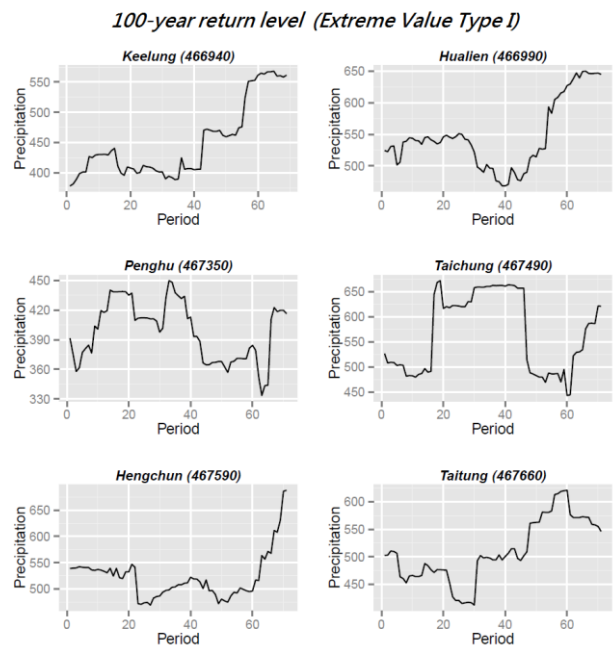 100-year return level (Extreme Value Type I)
Keelung (466940)
Precipitation
550
500
450
400
0 20 40 60
Period
Hualien (466990)
Precipitation
650
600
550
500
0 20 40 60
Period
Penghu (467350)
Precipitation
450
420
390
360
330
0 20 40 60
Period
Taichung (467490)
Precipitation
650
600
550
500
450
0 20 40 60
Period
Hengchun (467590)
Precipitation
650
600
550
500
0 20 40 60
Period
Taitung (467660)
Precipitation
600
550
500
450
0 20 40 60
Period